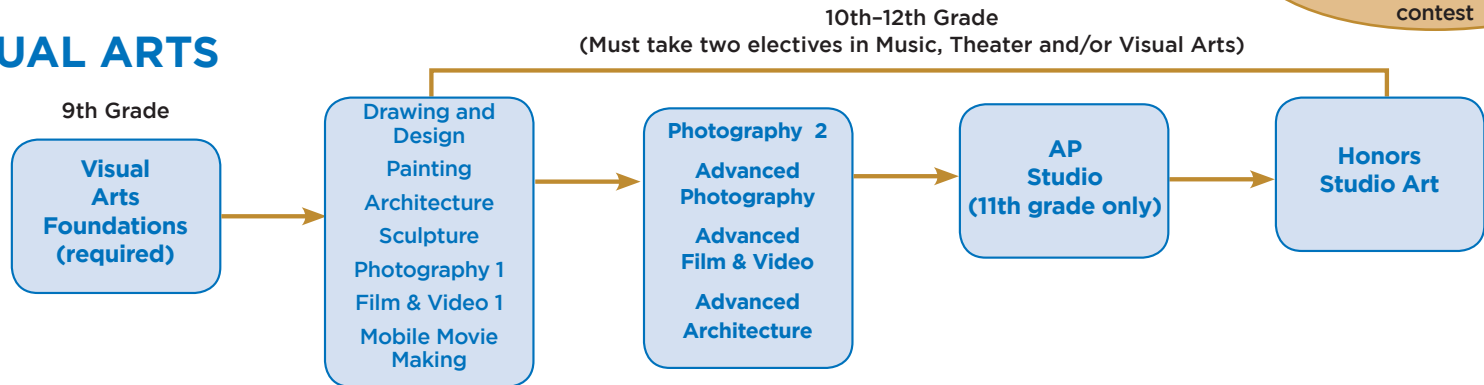 contest
10th–12th Grade
(Must take two electives in Music, Theater and/or Visual Arts)
UAL ARTS
9th Grade
Visual
Arts
Foundations
(required)
Drawing and
Design
Painting
Architecture
Sculpture
Photography 1
Film & Video 1
Mobile Movie
Making
Photography 2
Advanced
Photography
Advanced
Film & Video
Advanced
Architecture
AP
Studio
(11th grade only)
Honors
Studio Art